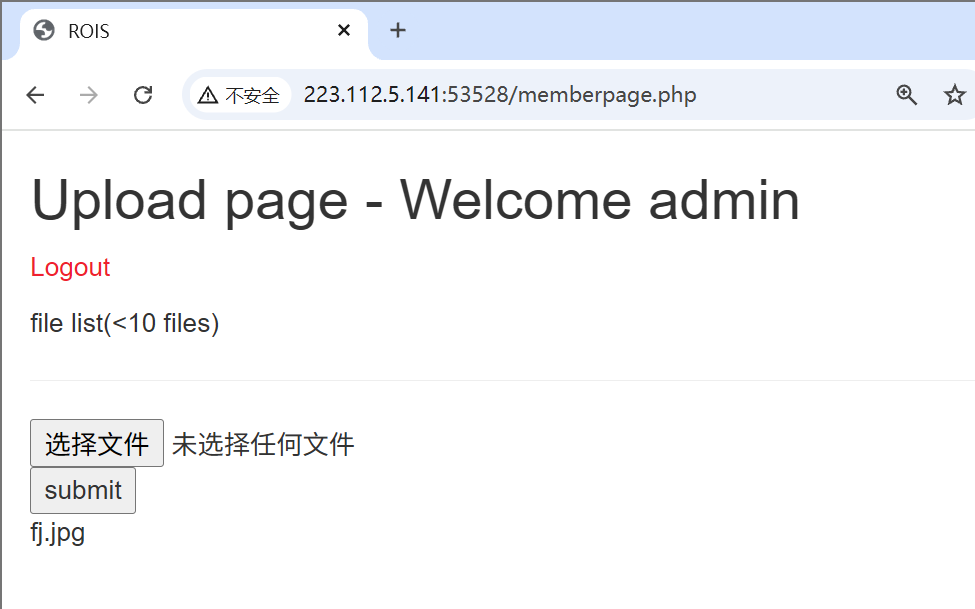 ROIS
不安全 223.112.5.141:53528/memberpage.php
Upload page - Welcome admin
Logout
file list(<10 files)
选择文件 未选择任何文件
submit
fj.jpg